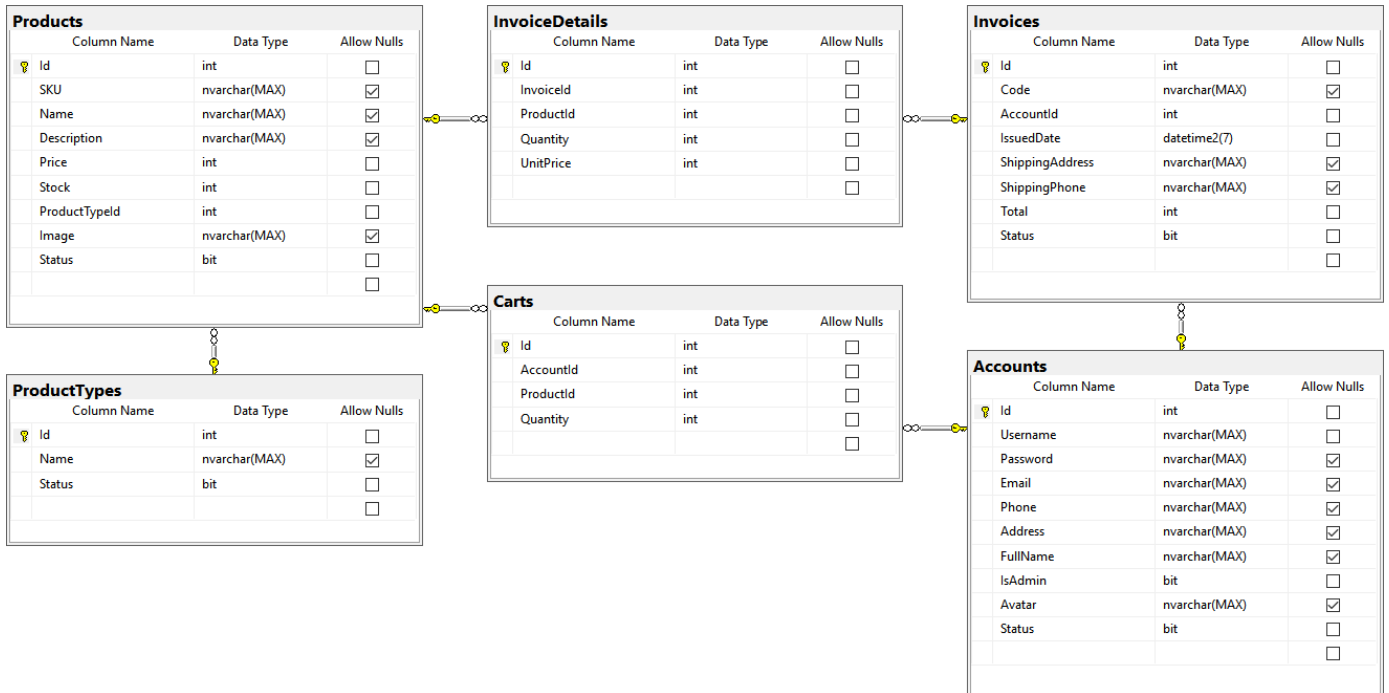 Products
Column Name Data Type Allow Nulls
Id int
SKU nvarchar(MAX)
Name nvarchar(MAX)
Description nvarchar(MAX)
Price int
Stock int
ProductTypeId int
Image nvarchar(MAX)
Status bit
InvoiceDetails
Column Name Data Type Allow Nulls
Id int
InvoiceId int
ProductId int
Quantity int
UnitPrice int
Invoices
Column Name Data Type Allow Nulls
Id int
Code nvarchar(MAX)
AccountId int
IssuedDate datetime2(7)
ShippingAddress nvarchar(MAX)
ShippingPhone nvarchar(MAX)
Total int
Status bit
ProductTypes
Column Name Data Type Allow Nulls
Id int
Name nvarchar(MAX)
Status bit
Carts
Column Name Data Type Allow Nulls
Id int
AccountId int
ProductId int
Quantity int
Accounts
Column Name Data Type Allow Nulls
Id int
Username nvarchar(MAX)
Password nvarchar(MAX)
Email nvarchar(MAX)
Phone nvarchar(MAX)
Address nvarchar(MAX)
FullName nvarchar(MAX)
IsAdmin bit
Avatar nvarchar(MAX)
Status bit